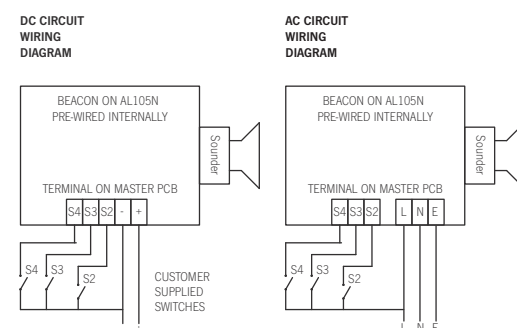 DC CIRCUIT
WIRING
DIAGRAM
BEACON ON AL105N
PRE-WIRED INTERNALLY
Sounder
TERMINAL ON MASTER PCB
S4 S3 S2 - +
S4 S3
S2
CUSTOMER
SUPPLIED
SWITCHES
AC CIRCUIT
WIRING
DIAGRAM
BEACON ON AL105N
PRE-WIRED INTERNALLY
Sounder
TERMINAL ON MASTER PCB
S4 S3 S2 L N E
S4 S3
S2
L N E